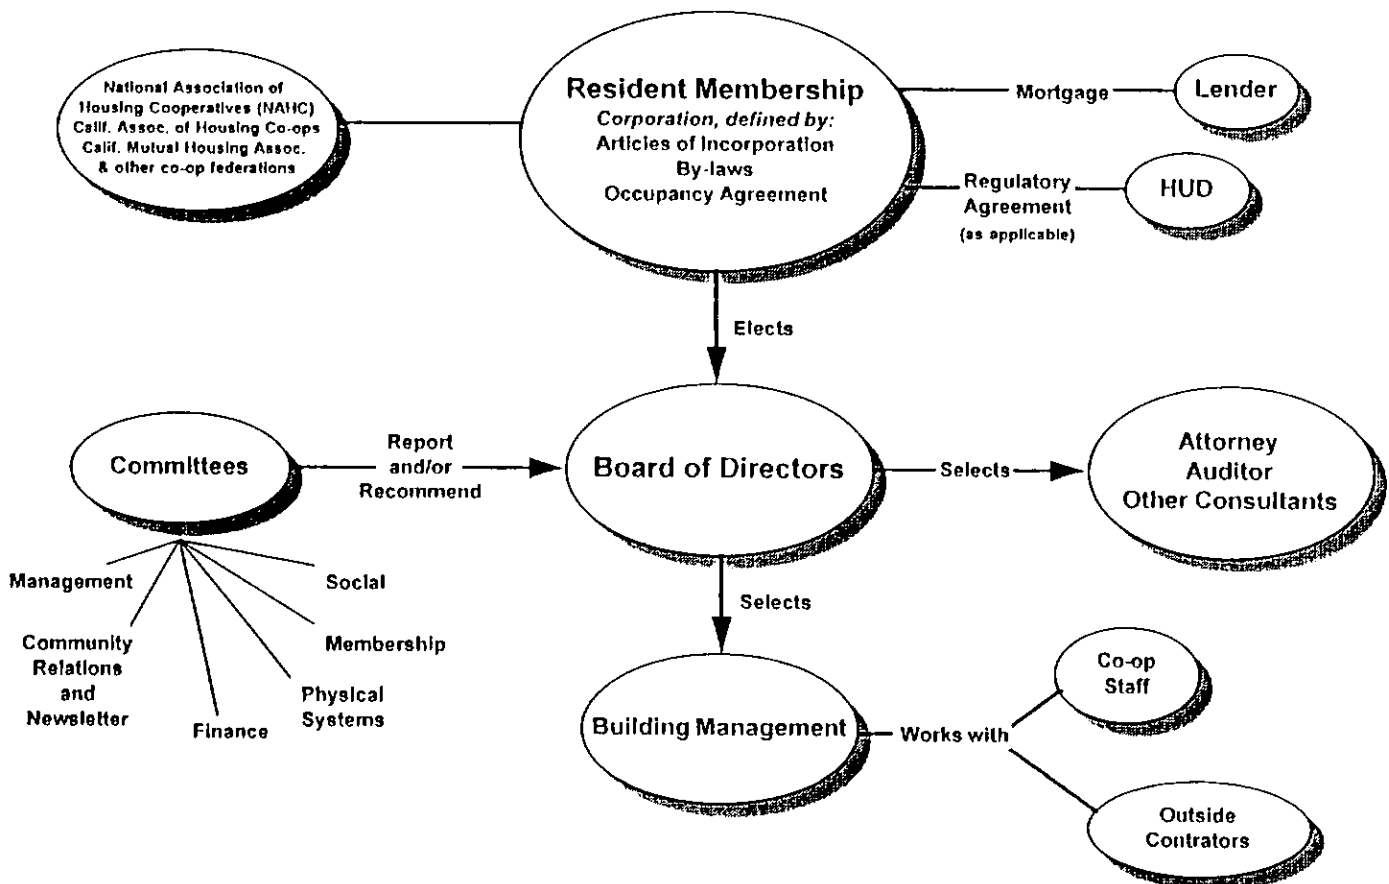 National Association of
Housing Cooperatives (NAHC)
Calif. Assoc. of Housing Co-ops
Calif. Mutual Housing Assoc.
& other co-op federations
Resident Membership
Corporation, defined by:
Articles of Incorporation
By-laws
Occupancy Agreement
Mortgage
Lender
Regulatory
Agreement
(as applicable)
HUD
Elects
Committees
Report
and/or
Recommend
Board of Directors
Selects
Attorney
Auditor
Other Consultants
Management
Community
Relations
and
Newsletter
Finance
Physical
Systems
Membership
Social
Selects
Building Management
Works with
Co-op
Staff
Outside
Contrators